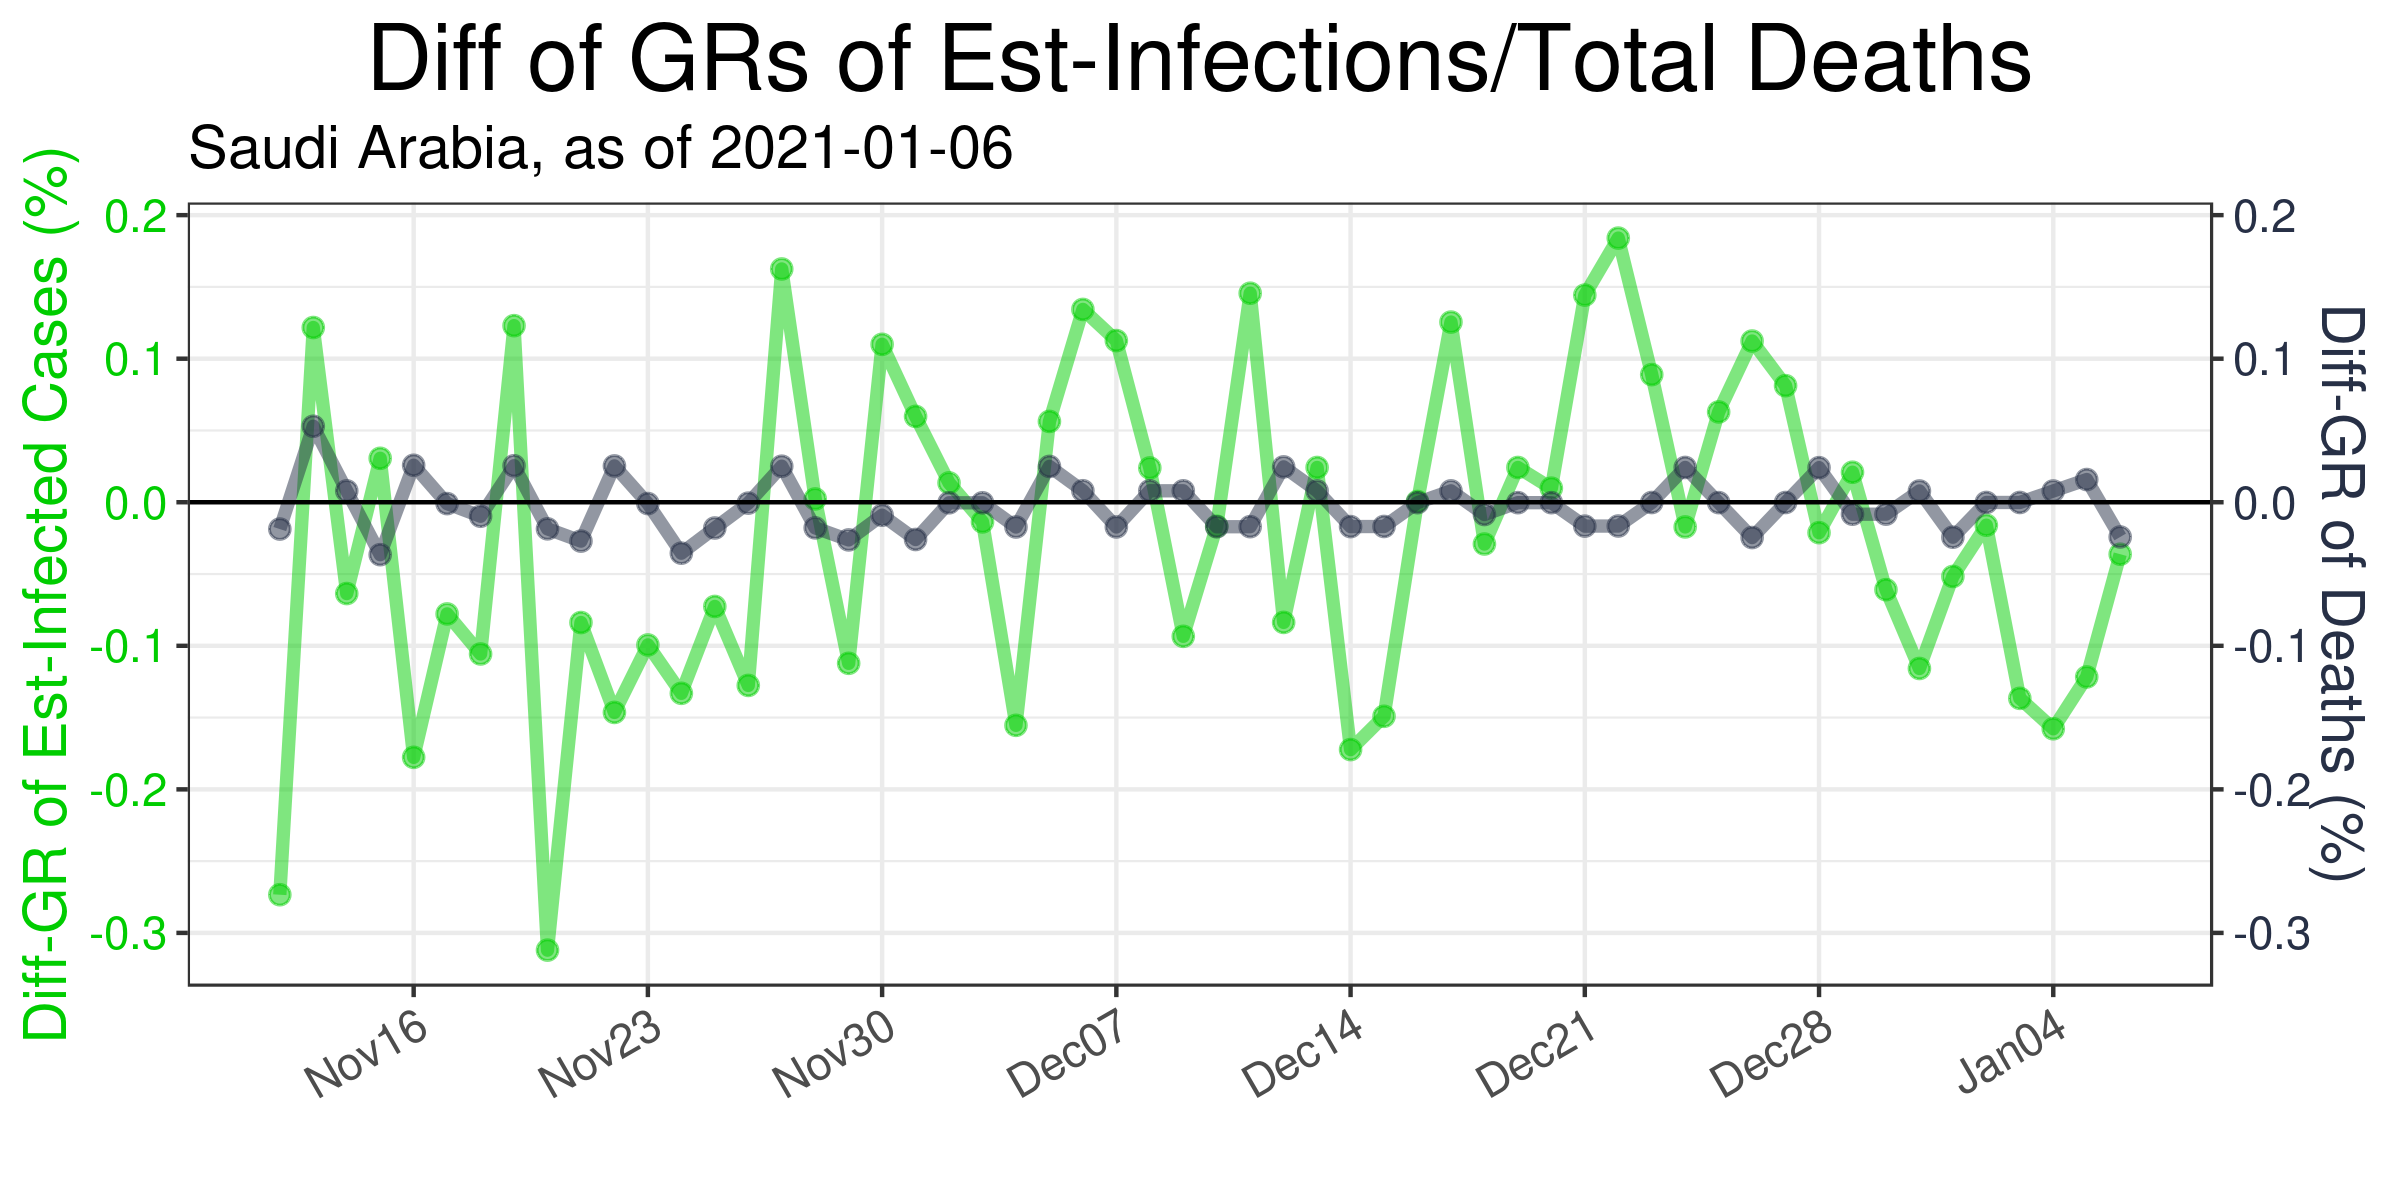 Diff of GRs of Est-Infections/Total Deaths
Saudi Arabia, as of 2021-01-06
Diff-GR of Est-Infected Cases (%)
0.2
0.1
0.0
-0.1
-0.2
-0.3
0.2
0.1
0.0
-0.1
-0.2
-0.3
Diff-GR of Deaths (%)
Nov16
Nov23
Nov30
Dec07
Dec14
Dec21
Dec28
Jan04